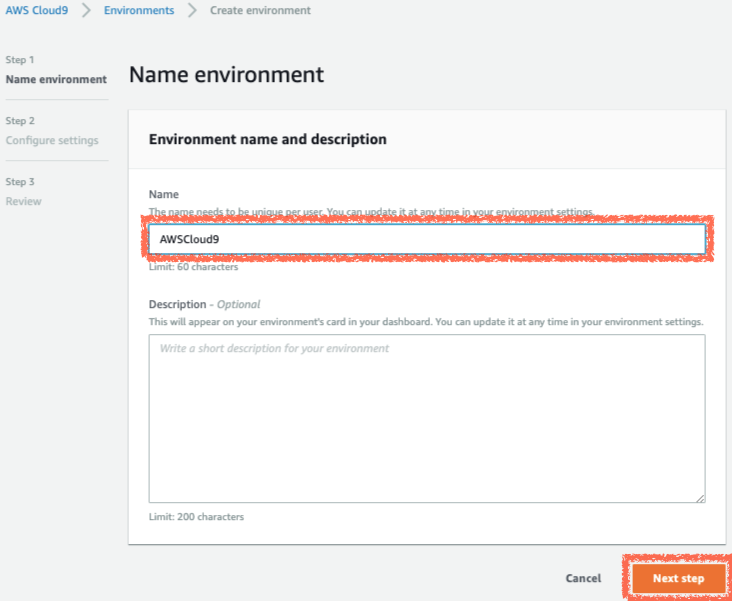 AWS Cloud9 > Environments > Create environment
Step 1
Name environment
Step 2
Configure settings
Step 3
Review
Name environment
Environment name and description
Name
The name needs to be unique per user. You can update it at any time in your environment settings.
AWSCloud9
Limit: 60 characters
Description - Optional
This will appear on your environment's card in your dashboard. You can update it at any time in your environment settings.
Write a short description for your environment
Limit: 200 characters
Cancel
Next step